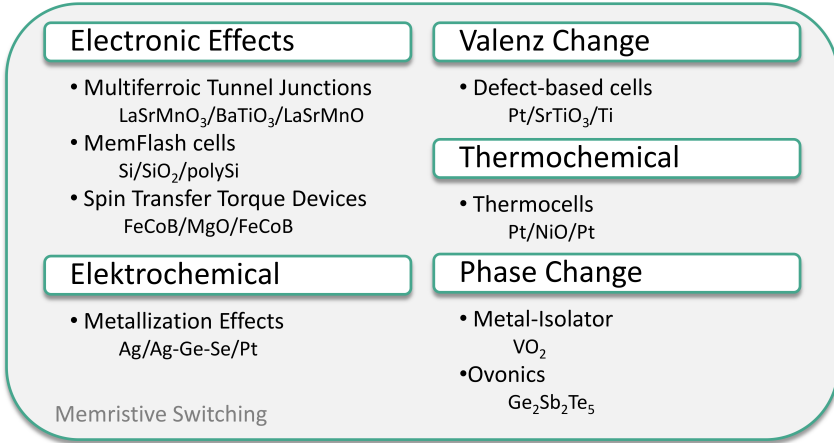 Electronic Effects
• Multiferroic Tunnel Junctions
LaSrMnO₃/BaTiO₃/LaSrMnO
• MemFlash cells
Si/SiO₂/polySi
• Spin Transfer Torque Devices
FeCoB/MgO/FeCoB
Elektrochemical
• Metallization Effects
Ag/Ag-Ge-Se/Pt
Memristive Switching
Valenz Change
• Defect-based cells
Pt/SrTiO₃/Ti
Thermochemical
• Thermocells
Pt/NiO/Pt
Phase Change
• Metal-Isolator
VO₂
•Ovonics
Ge₂Sb₂Te₅